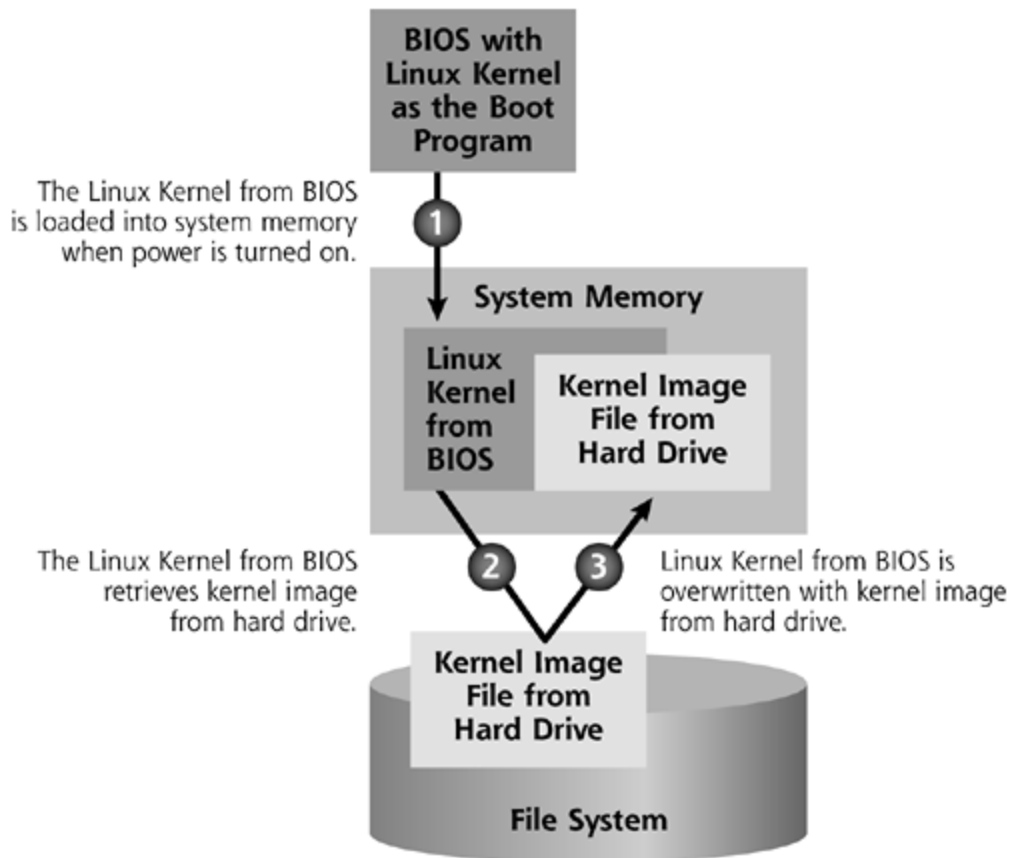 BIOS with
Linux Kernel
as the Boot
Program
The Linux Kernel from BIOS
is loaded into system memory
when power is turned on.
1
System Memory
Linux
Kernel
from
BIOS
Kernel Image
File from
Hard Drive
The Linux Kernel from BIOS
retrieves kernel image
from hard drive.
2
3
Linux Kernel from BIOS is
overwritten with kernel image
from hard drive.
Kernel Image
File from
Hard Drive
File System